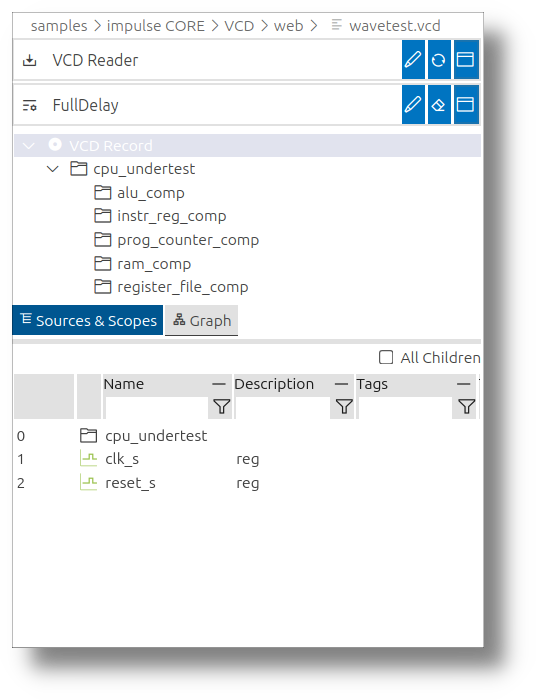 samples > impulse CORE > VCD > web > wavetest.vcd
VCD Reader
FullDelay
VCD Record
cpu_undertest
alu_comp
instr_reg_comp
prog_counter_comp
ram_comp
register_file_comp
Sources & Scopes Graph
All Children
Name Description Tags
0 cpu_undertest
1 clk_s reg
2 reset_s reg